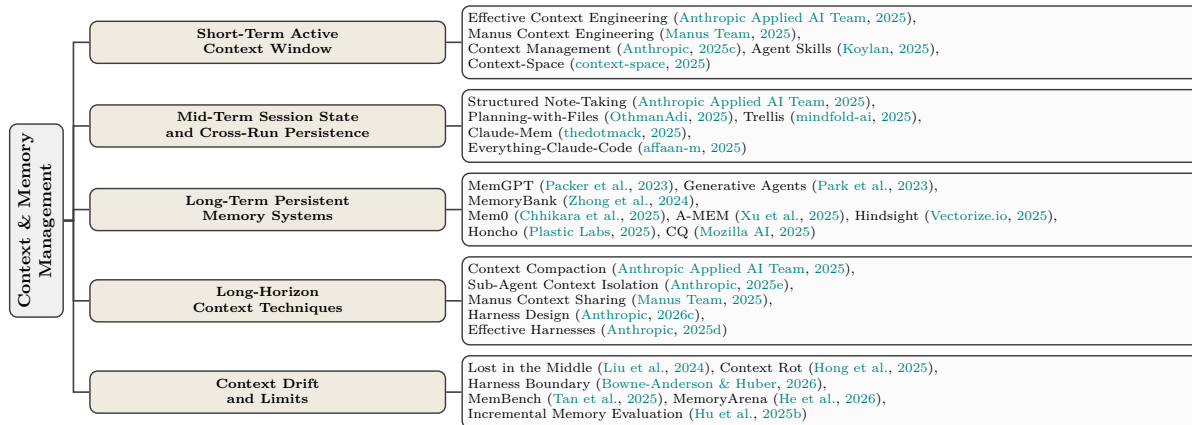 Context & Memory
Management
Short-Term Active
Context Window
Effective Context Engineering (Anthropic Applied AI Team, 2025),
Manus Context Engineering (Manus Team, 2025),
Context Management (Anthropic, 2025c), Agent Skills (Koylan, 2025),
Context-Space (context-space, 2025)
Mid-Term Session State
and Cross-Run Persistence
Structured Note-Taking (Anthropic Applied AI Team, 2025),
Planning-with-Files (OthmanAdi, 2025), Trellis (mindfold-ai, 2025),
Claude-Mem (thedotmack, 2025),
Everything-Claude-Code (affaan-m, 2025)
Long-Term Persistent
Memory Systems
MemGPT (Packer et al., 2023), Generative Agents (Park et al., 2023),
MemoryBank (Zhong et al., 2024),
Mem0 (Chhikara et al., 2025), A-MEM (Xu et al., 2025), Hindsight (Vectorize.io, 2025),
Honcho (Plastic Labs, 2025), CQ (Mozilla AI, 2025)
Long-Horizon
Context Techniques
Context Compaction (Anthropic Applied AI Team, 2025),
Sub-Agent Context Isolation (Anthropic, 2025e),
Manus Context Sharing (Manus Team, 2025),
Harness Design (Anthropic, 2026c),
Effective Harnesses (Anthropic, 2025d)
Context Drift
and Limits
Lost in the Middle (Liu et al., 2024), Context Rot (Hong et al., 2025),
Harness Boundary (Bowne-Anderson & Huber, 2026),
MemBench (Tan et al., 2025), MemoryArena (He et al., 2026),
Incremental Memory Evaluation (Hu et al., 2025b)